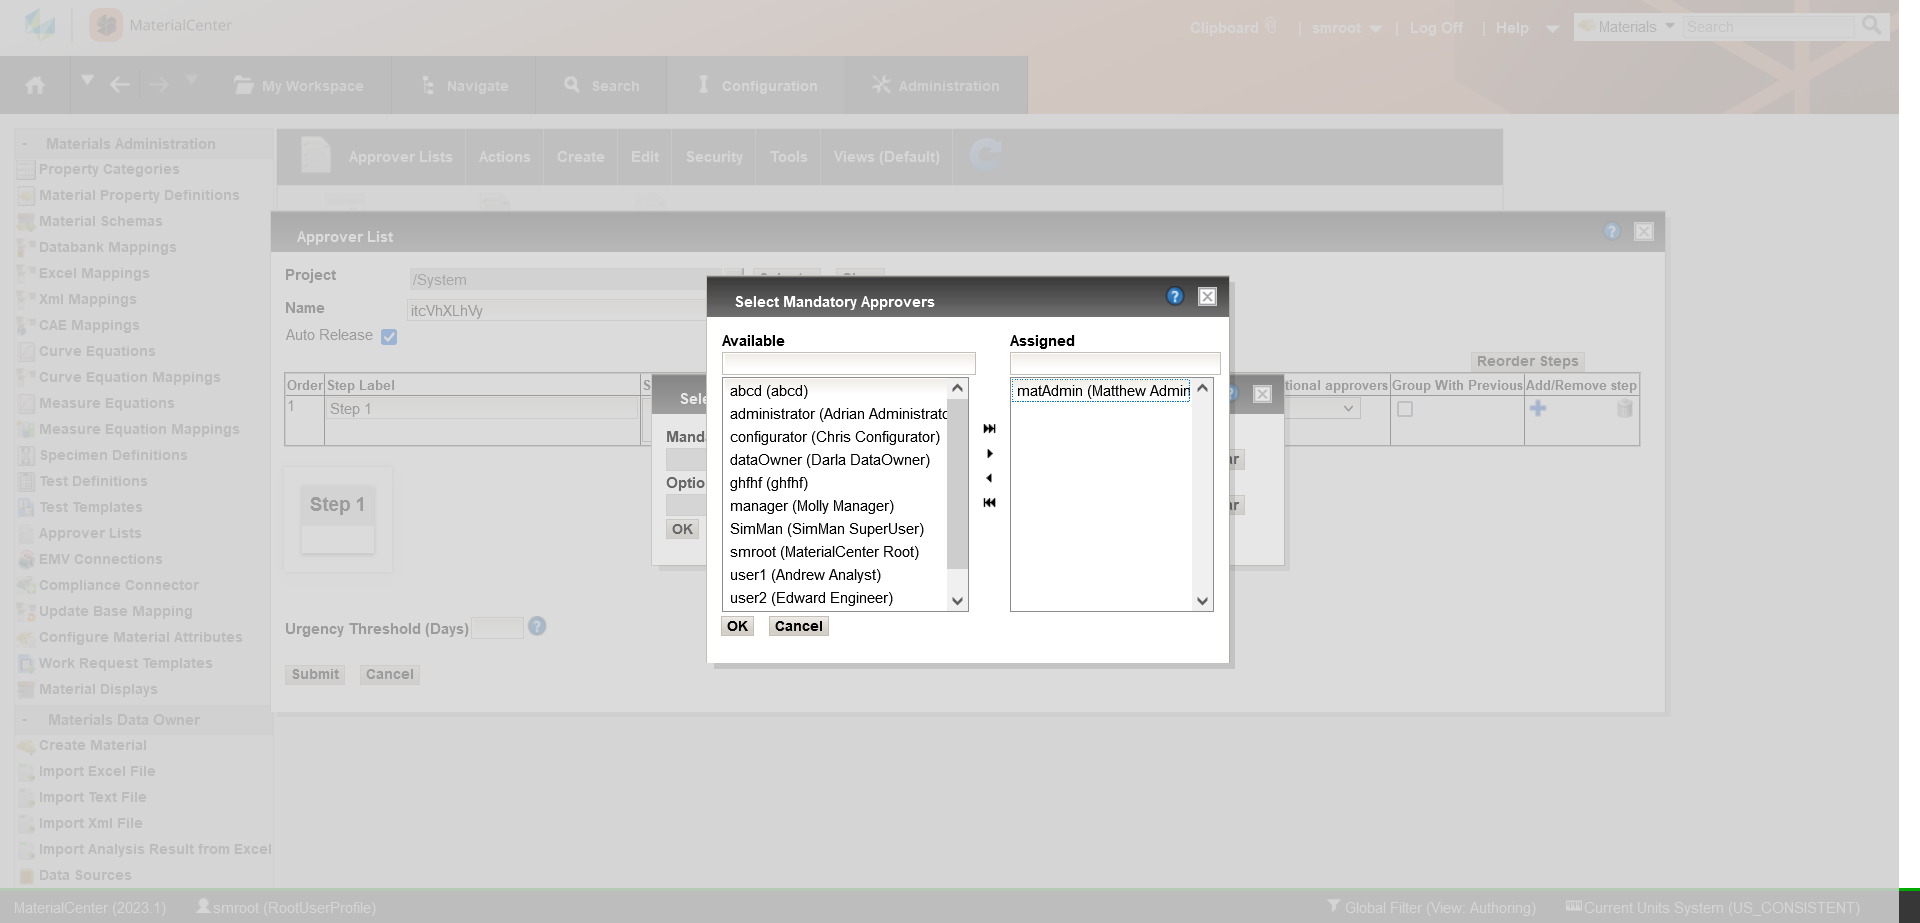 MaterialCenter
Clipboard | smroot | Log Off | Help
Materials Search
My Workspace Navigate Search Configuration Administration
- Materials Administration
Property Categories
Material Property Definitions
Material Schemas
Databank Mappings
Excel Mappings
Xml Mappings
CAE Mappings
Curve Equations
Curve Equation Mappings
Measure Equations
Measure Equation Mappings
Specimen Definitions
Test Definitions
Test Templates
Approver Lists
EMV Connections
Compliance Connector
Update Base Mapping
Configure Material Attributes
Work Request Templates
Material Displays
- Materials Data Owner
Create Material
Import Excel File
Import Text File
Import Xml File
Import Analysis Result from Excel
Data Sources
Approver Lists Actions Create Edit Security Tools Views (Default)
Approver List
Project /System
Name itcVhXLhVy
Auto Release
Reorder Steps
Order Step Label S tional approvers Group With Previous Add/Remove step
1 Step 1
Step 1
Urgency Threshold (Days)
Submit Cancel
Sele
Manda
Optio
OK
Select Mandatory Approvers
Available
abcd (abcd)
administrator (Adrian Administrato
configurator (Chris Configurator)
dataOwner (Darla DataOwner)
ghfhf (ghfhf)
manager (Molly Manager)
SimMan (SimMan SuperUser)
smroot (MaterialCenter Root)
user1 (Andrew Analyst)
user2 (Edward Engineer)
Assigned
matAdmin (Matthew Admin
OK Cancel
MaterialCenter (2023.1) smroot (RootUserProfile) Global Filter (View: Authoring) Current Units System (US_CONSISTENT)